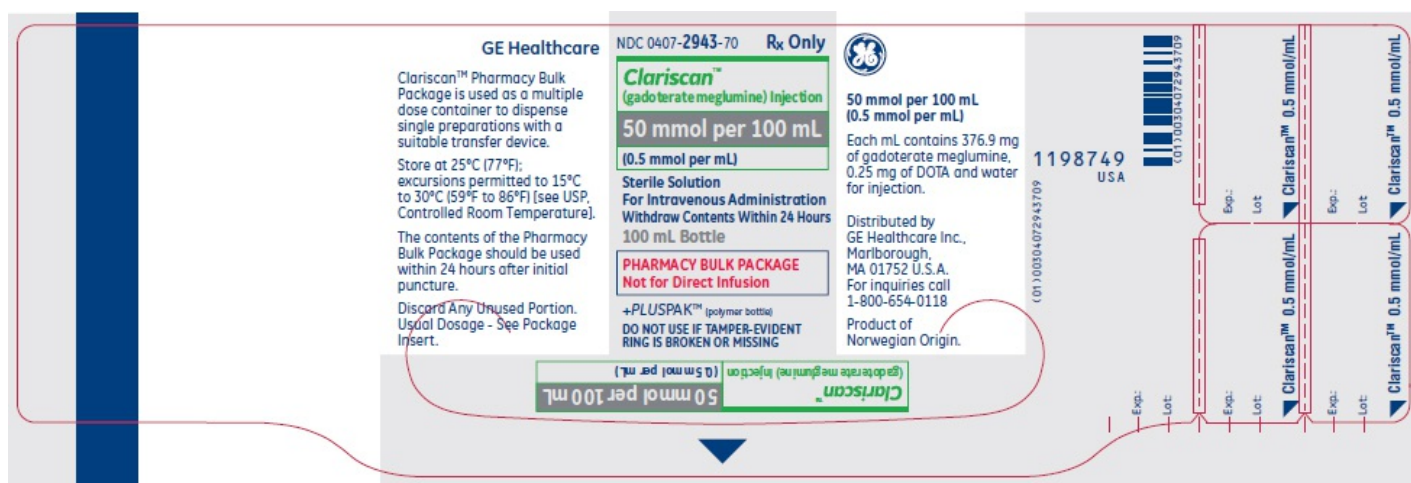 GE Healthcare
Clariscan™ Pharmacy Bulk
Package is used as a multiple
dose container to dispense
single preparations with a
suitable transfer device.
Store at 25°C (77°F);
excursions permitted to 15°C
to 30°C (59°F to 86°F) [see USP,
Controlled Room Temperature].
The contents of the Pharmacy
Bulk Package should be used
within 24 hours after initial
puncture.
Discard Any Unused Portion.
Usual Dosage - See Package
Insert.
NDC 0407-2943-70 Rx Only
Clariscan™
(gadoterate meglumine) Injection
50 mmol per 100 mL
(0.5 mmol per mL)
Sterile Solution
For Intravenous Administration
Withdraw Contents Within 24 Hours
100 mL Bottle
PHARMACY BULK PACKAGE
Not for Direct Infusion
+PLUSPAK™ (polymer bottle)
DO NOT USE IF TAMPER-EVIDENT
RING IS BROKEN OR MISSING
Clariscan™
(gadoterate meglumine) Injection
50 mmol per 100 mL
(0.5 mmol per mL)
GE
50 mmol per 100 mL
(0.5 mmol per mL)
Each mL contains 376.9 mg
of gadoterate meglumine,
0.25 mg of DOTA and water
for injection.
Distributed by
GE Healthcare Inc.,
Marlborough,
MA 01752 U.S.A.
For inquiries call
1-800-654-0118
Product of
Norwegian Origin.
1198749
USA
(01)00304072943709
(01)00304072943709
Exp.:
Lot:
Exp.:
Lot
Clariscan™ 0.5 mmol/mL
Exp.:
Lot
Clariscan™ 0.5 mmol/mL
Exp.:
Lot:
Clariscan™ 0.5 mmol/mL
Exp.:
Lot:
Clariscan™ 0.5 mmol/mL